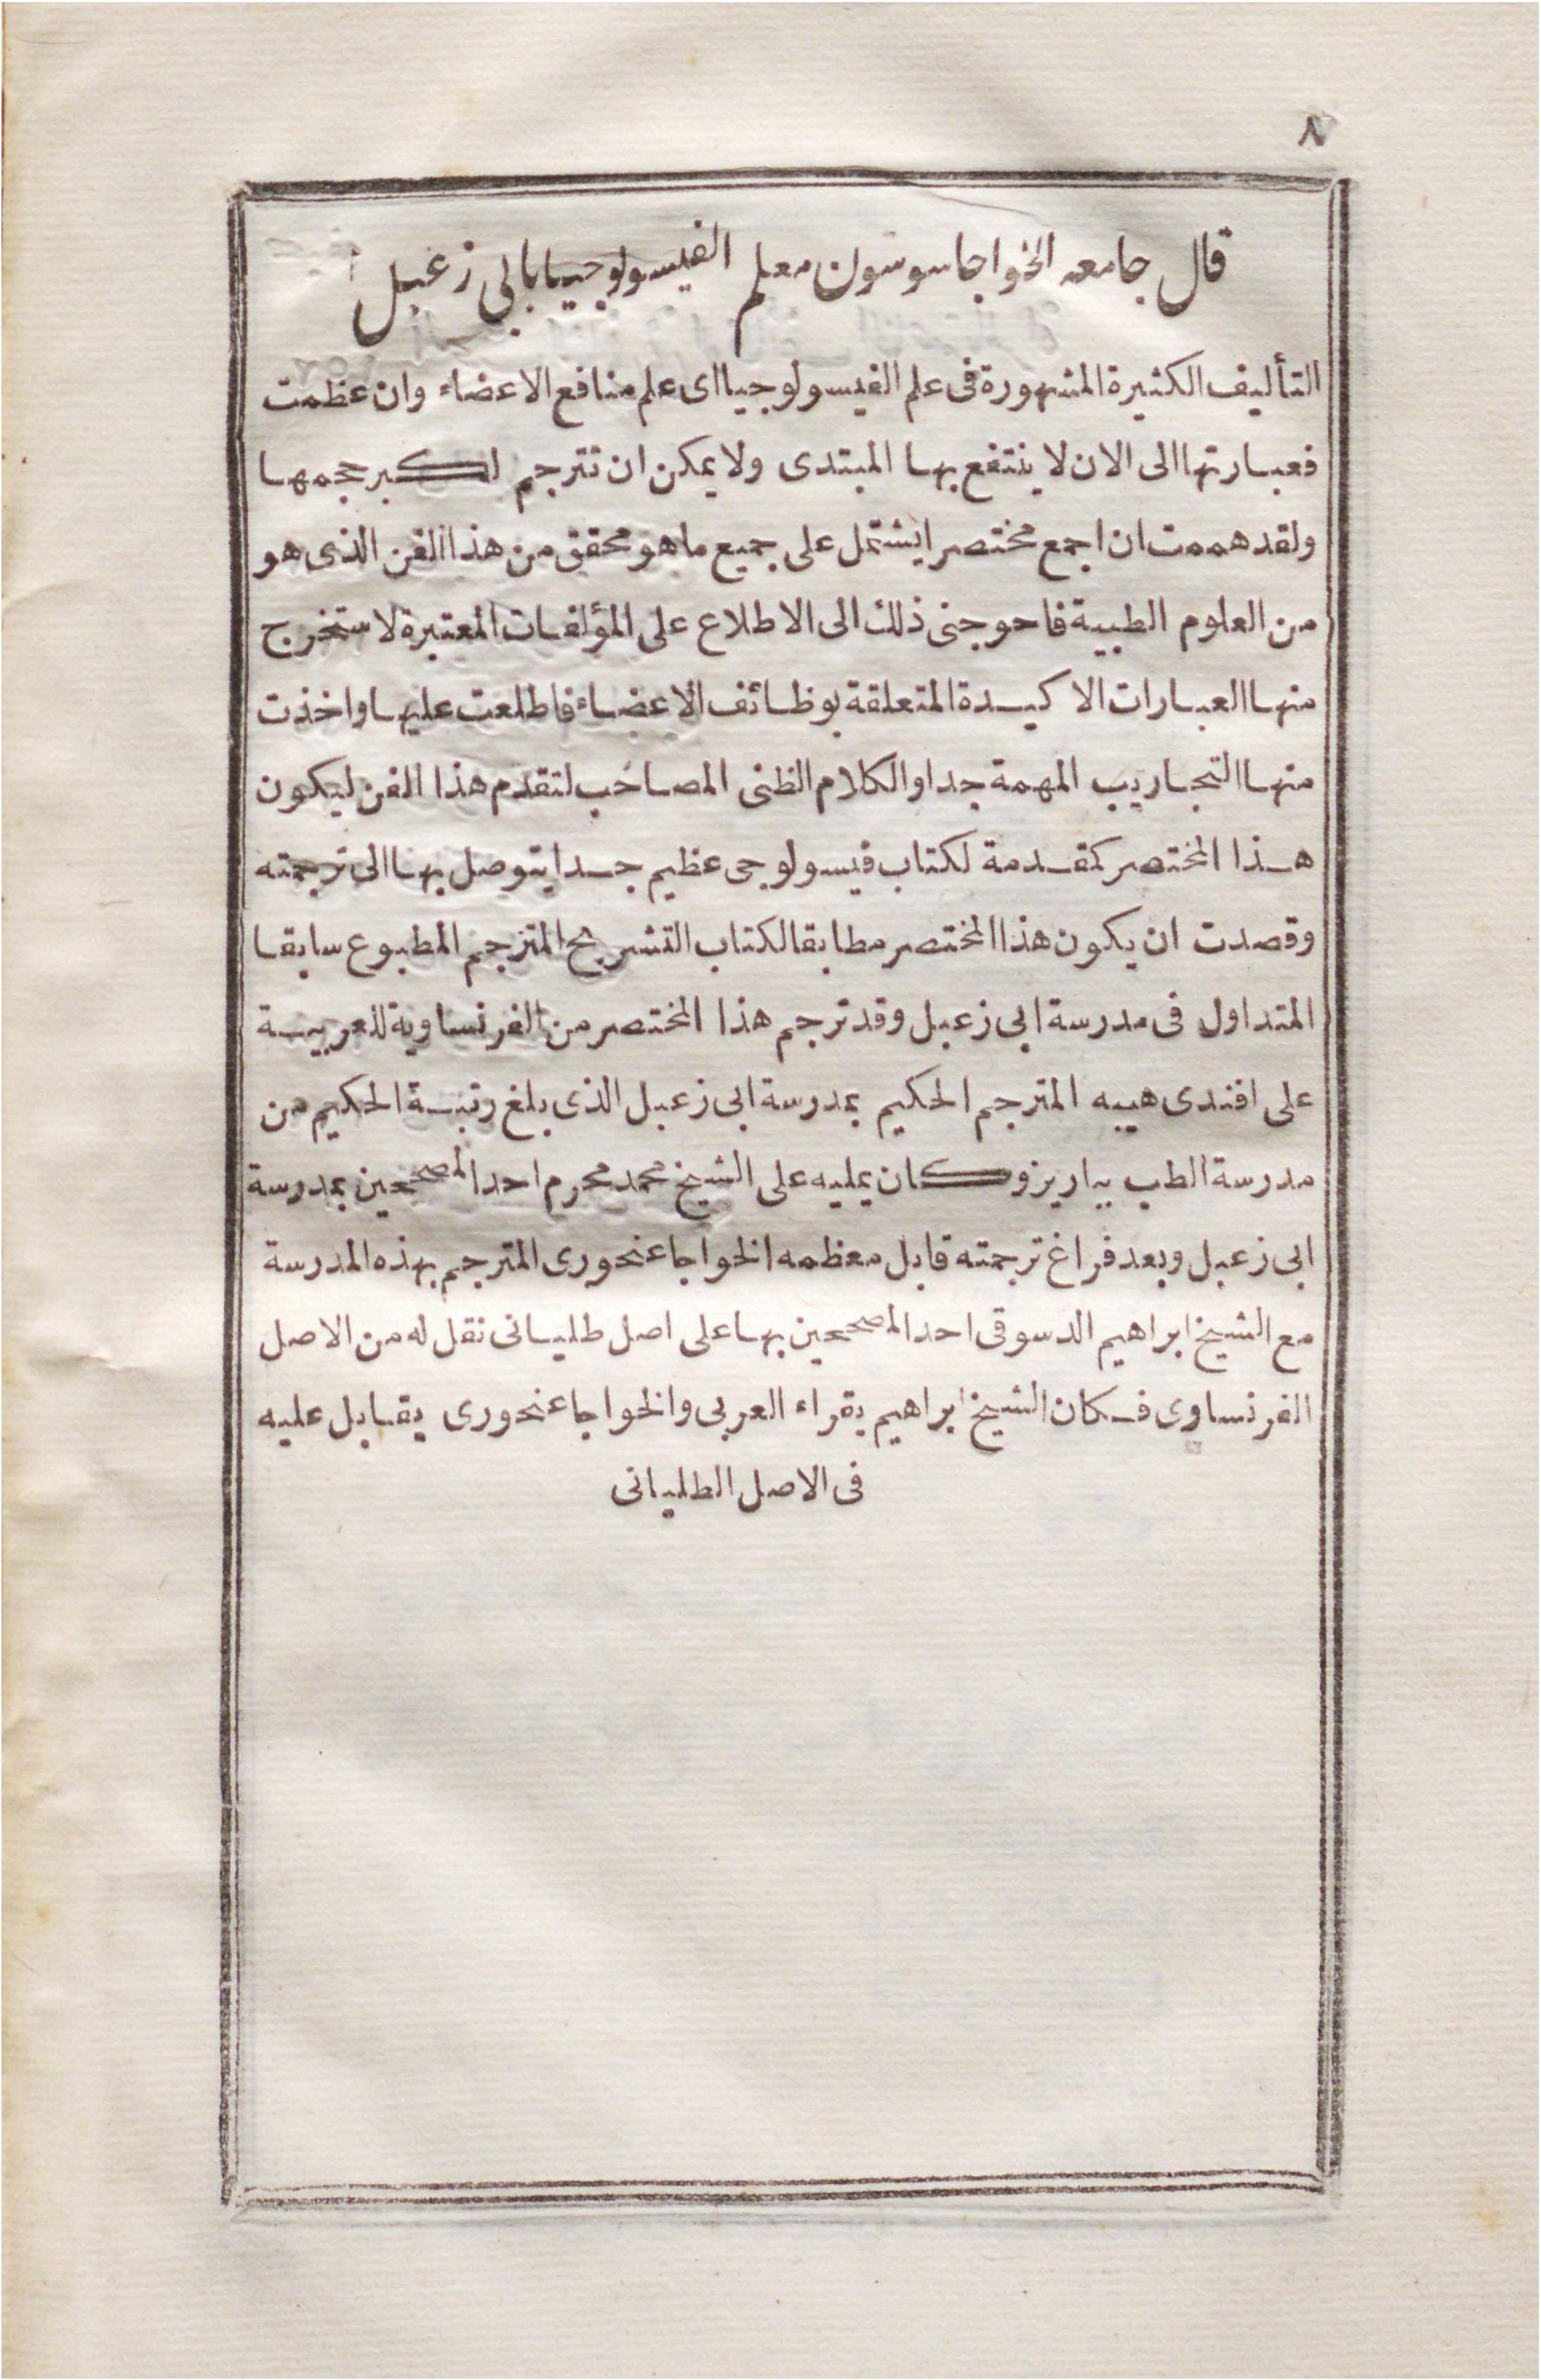 ٨
قال جامعه الخواجا سوسون معلم الفيسولوجيا بابى زعبل
التأليف الكثيرة المشهورة فى علم الفيسولوجيا اى علم منافع الاعضاء وان عظمت
فعبارتها الى الان لا ينتفع بها المبتدى ولا يمكن ان تترجم لكبر حجمها
ولقد هممت ان اجمع مختصرا يشتمل على جميع ما هو محقق من هذا الفن الذى هو
من العلوم الطبية فاحوجنى ذلك الى الاطلاع على المؤلفات المعتبرة لاستخرج
منها العبارات الاكيدة المتعلقة بوظائف الاعضاء فاطلعت عليها واخذت
منها التجاريب المهمة جدا والكلام الظنى المصاحب لتقدم هذا الفن ليكون
هذا المختصر كمقدمة لكتاب فيسولوجى عظيم جدا يتوصل بها الى ترجمته
وقصدت ان يكون هذا المختصر مطابقا لكتاب التشريح المترجم المطبوع سابقا
المتداول فى مدرسة ابى زعبل وقد ترجم هذا المختصر من الفرنساوية للعربية
على افندى هيبه المترجم الحكيم بمدرسة ابى زعبل الذى بلغ رتبة الحكيم من
مدرسة الطب بباريز وكان يمليه على الشيخ محمد محرم احد المصححين بمدرسة
ابى زعبل وبعد فراغ ترجمته قابل معظمه الخواجا عنحورى المترجم بهذه المدرسة
مع الشيخ ابراهيم الدسوقى احد المصححين بها على اصل طليانى نقل له من الاصل
الفرنساوى فكان الشيخ ابراهيم يقراء العربى والخواجا عنحورى يقابل عليه
فى الاصل الطليانى